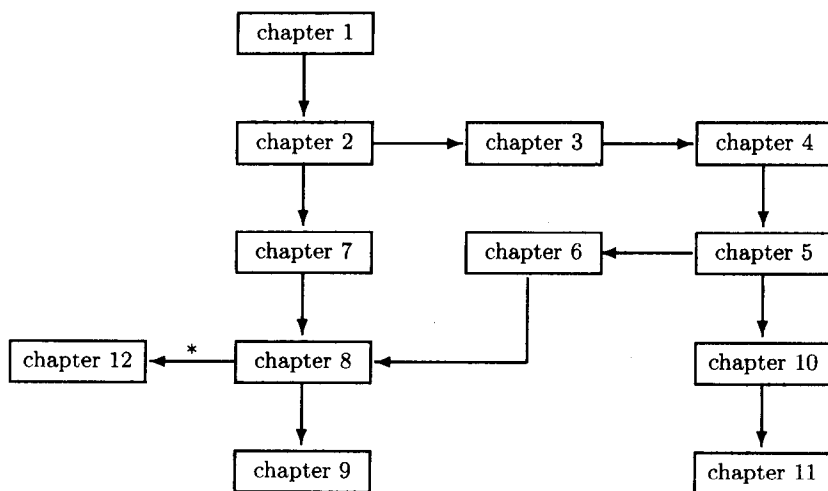 chapter 1
chapter 2
chapter 3
chapter 4
chapter 7
chapter 6
chapter 5
*
chapter 12
chapter 8
chapter 10
chapter 9
chapter 11